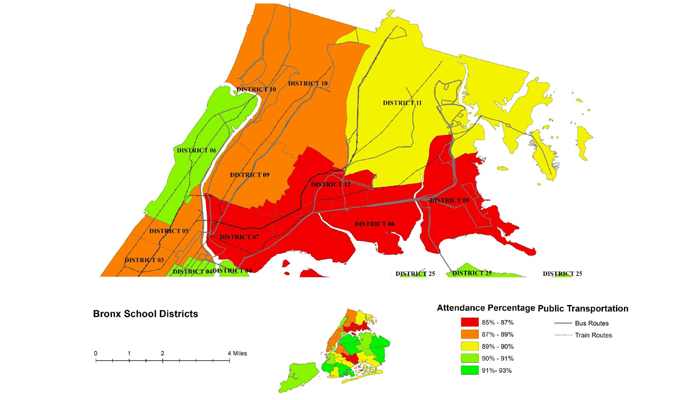 DISTRICT 10
DISTRICT 10
DISTRICT 11
DISTRICT 06
DISTRICT 09
DISTRICT 12
DISTRICT 08
DISTRICT 08
DISTRICT 05
DISTRICT 07
DISTRICT 03
DISTRICT 04
DISTRICT 04
DISTRICT 25
DISTRICT 25
DISTRICT 25
Bronx School Districts
0 2 4 Miles
Attendance Percentage
85% - 87%
87% - 89%
89% - 90%
90% - 91%
91%- 93%
Public Transportation
Bus Routes
Train Routes